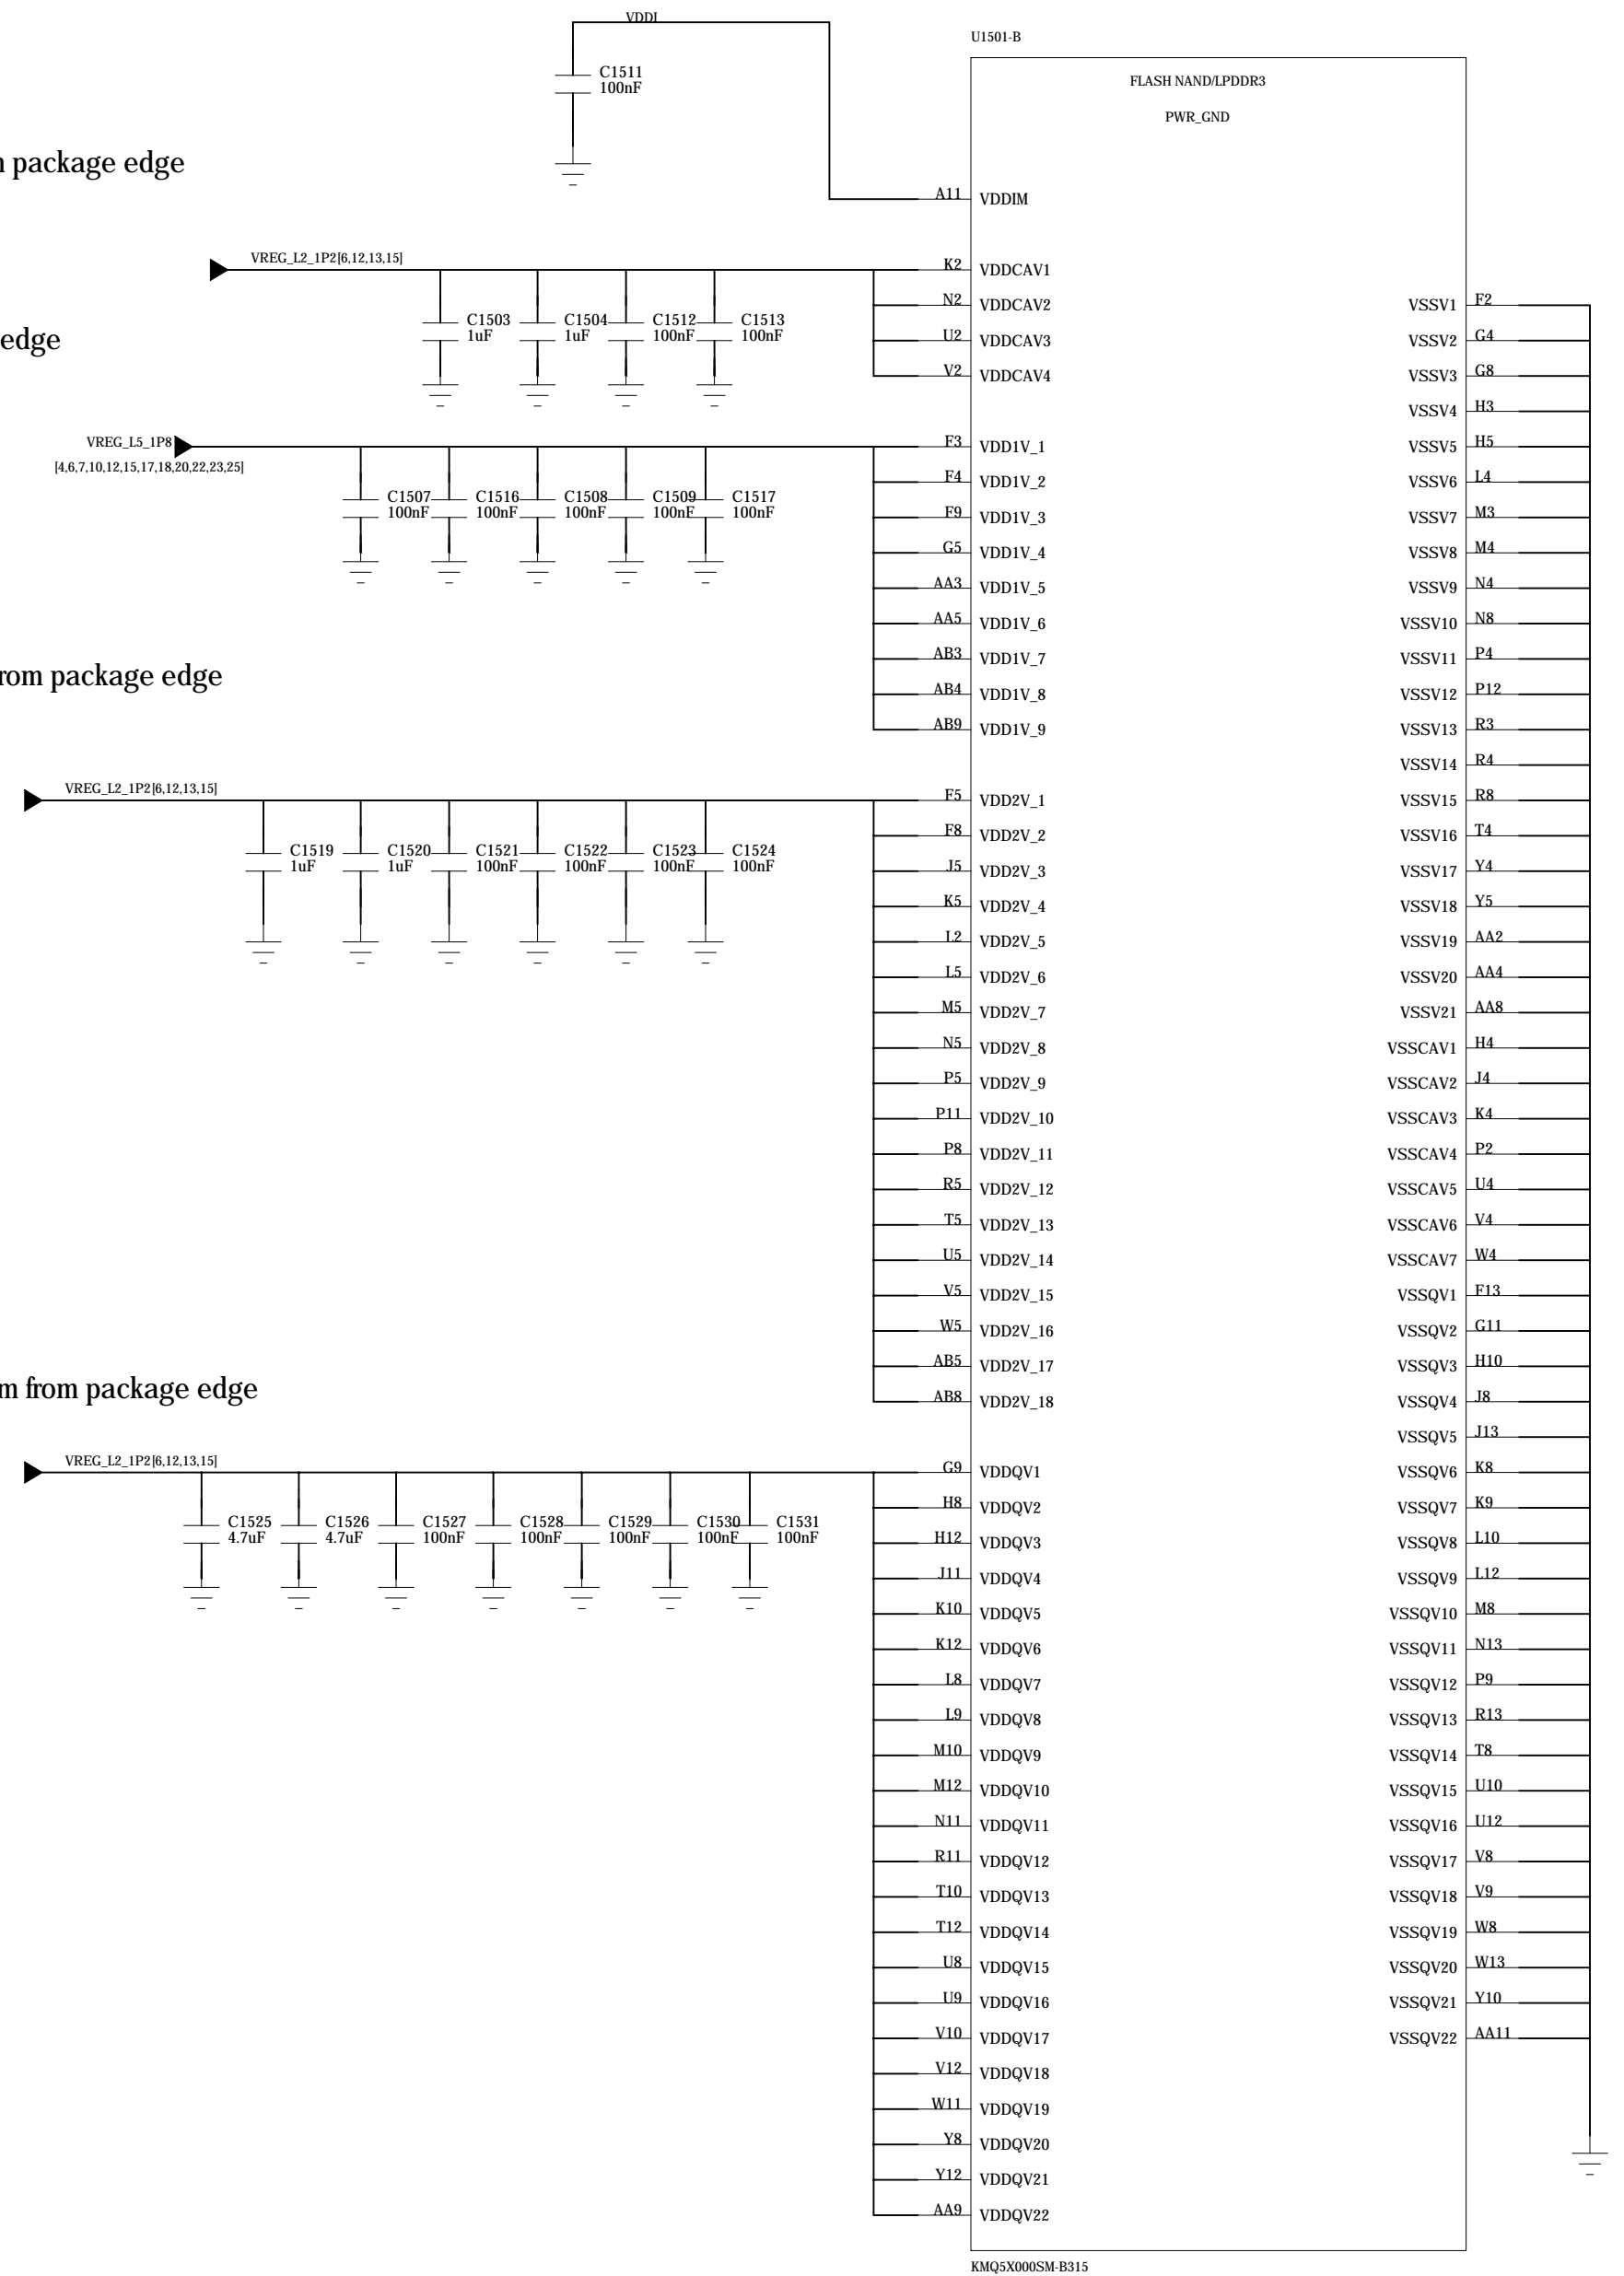 VDDI
U1501-B
C1511
100nF
FLASH NAND/LPDDR3
PWR_GND
package edge
A11 VDDIM
VREG_L2_1P2[6,12,13,15]
K2 VDDCAV1
N2 VDDCAV2
U2 VDDCAV3
V2 VDDCAV4
C1503 C1504 C1512 C1513
1uF 1uF 100nF 100nF
edge
VREG_L5_1P8
[4,6,7,10,12,15,17,18,20,22,23,25]
C1507 C1516 C1508 C1509 C1517
100nF 100nF 100nF 100nF 100nF
F3 VDD1V_1
F4 VDD1V_2
F9 VDD1V_3
G5 VDD1V_4
AA3 VDD1V_5
AA5 VDD1V_6
AB3 VDD1V_7
AB4 VDD1V_8
AB9 VDD1V_9
rom package edge
VREG_L2_1P2[6,12,13,15]
C1519 C1520 C1521 C1522 C1523 C1524
1uF 1uF 100nF 100nF 100nF 100nF
F5 VDD2V_1
F8 VDD2V_2
J5 VDD2V_3
K5 VDD2V_4
L2 VDD2V_5
L5 VDD2V_6
M5 VDD2V_7
N5 VDD2V_8
P5 VDD2V_9
P11 VDD2V_10
P8 VDD2V_11
R5 VDD2V_12
T5 VDD2V_13
U5 VDD2V_14
V5 VDD2V_15
W5 VDD2V_16
AB5 VDD2V_17
AB8 VDD2V_18
m from package edge
VREG_L2_1P2[6,12,13,15]
C1525 C1526 C1527 C1528 C1529 C1530 C1531
4.7uF 4.7uF 100nF 100nF 100nF 100nF 100nF
G9 VDDQV1
H8 VDDQV2
H12 VDDQV3
J11 VDDQV4
K10 VDDQV5
K12 VDDQV6
L8 VDDQV7
L9 VDDQV8
M10 VDDQV9
M12 VDDQV10
N11 VDDQV11
R11 VDDQV12
T10 VDDQV13
T12 VDDQV14
U8 VDDQV15
U9 VDDQV16
V10 VDDQV17
V12 VDDQV18
W11 VDDQV19
Y8 VDDQV20
Y12 VDDQV21
AA9 VDDQV22
VSSV1 F2
VSSV2 G4
VSSV3 G8
VSSV4 H3
VSSV5 H5
VSSV6 L4
VSSV7 M3
VSSV8 M4
VSSV9 N4
VSSV10 N8
VSSV11 P4
VSSV12 P12
VSSV13 R3
VSSV14 R4
VSSV15 R8
VSSV16 T4
VSSV17 Y4
VSSV18 Y5
VSSV19 AA2
VSSV20 AA4
VSSV21 AA8
VSSCAV1 H4
VSSCAV2 J4
VSSCAV3 K4
VSSCAV4 P2
VSSCAV5 U4
VSSCAV6 V4
VSSCAV7 W4
VSSQV1 F13
VSSQV2 G11
VSSQV3 H10
VSSQV4 J8
VSSQV5 J13
VSSQV6 K8
VSSQV7 K9
VSSQV8 L10
VSSQV9 L12
VSSQV10 M8
VSSQV11 N13
VSSQV12 P9
VSSQV13 R13
VSSQV14 T8
VSSQV15 U10
VSSQV16 U12
VSSQV17 V8
VSSQV18 V9
VSSQV19 W8
VSSQV20 W13
VSSQV21 Y10
VSSQV22 AA11
KMQ5X000SM-B315